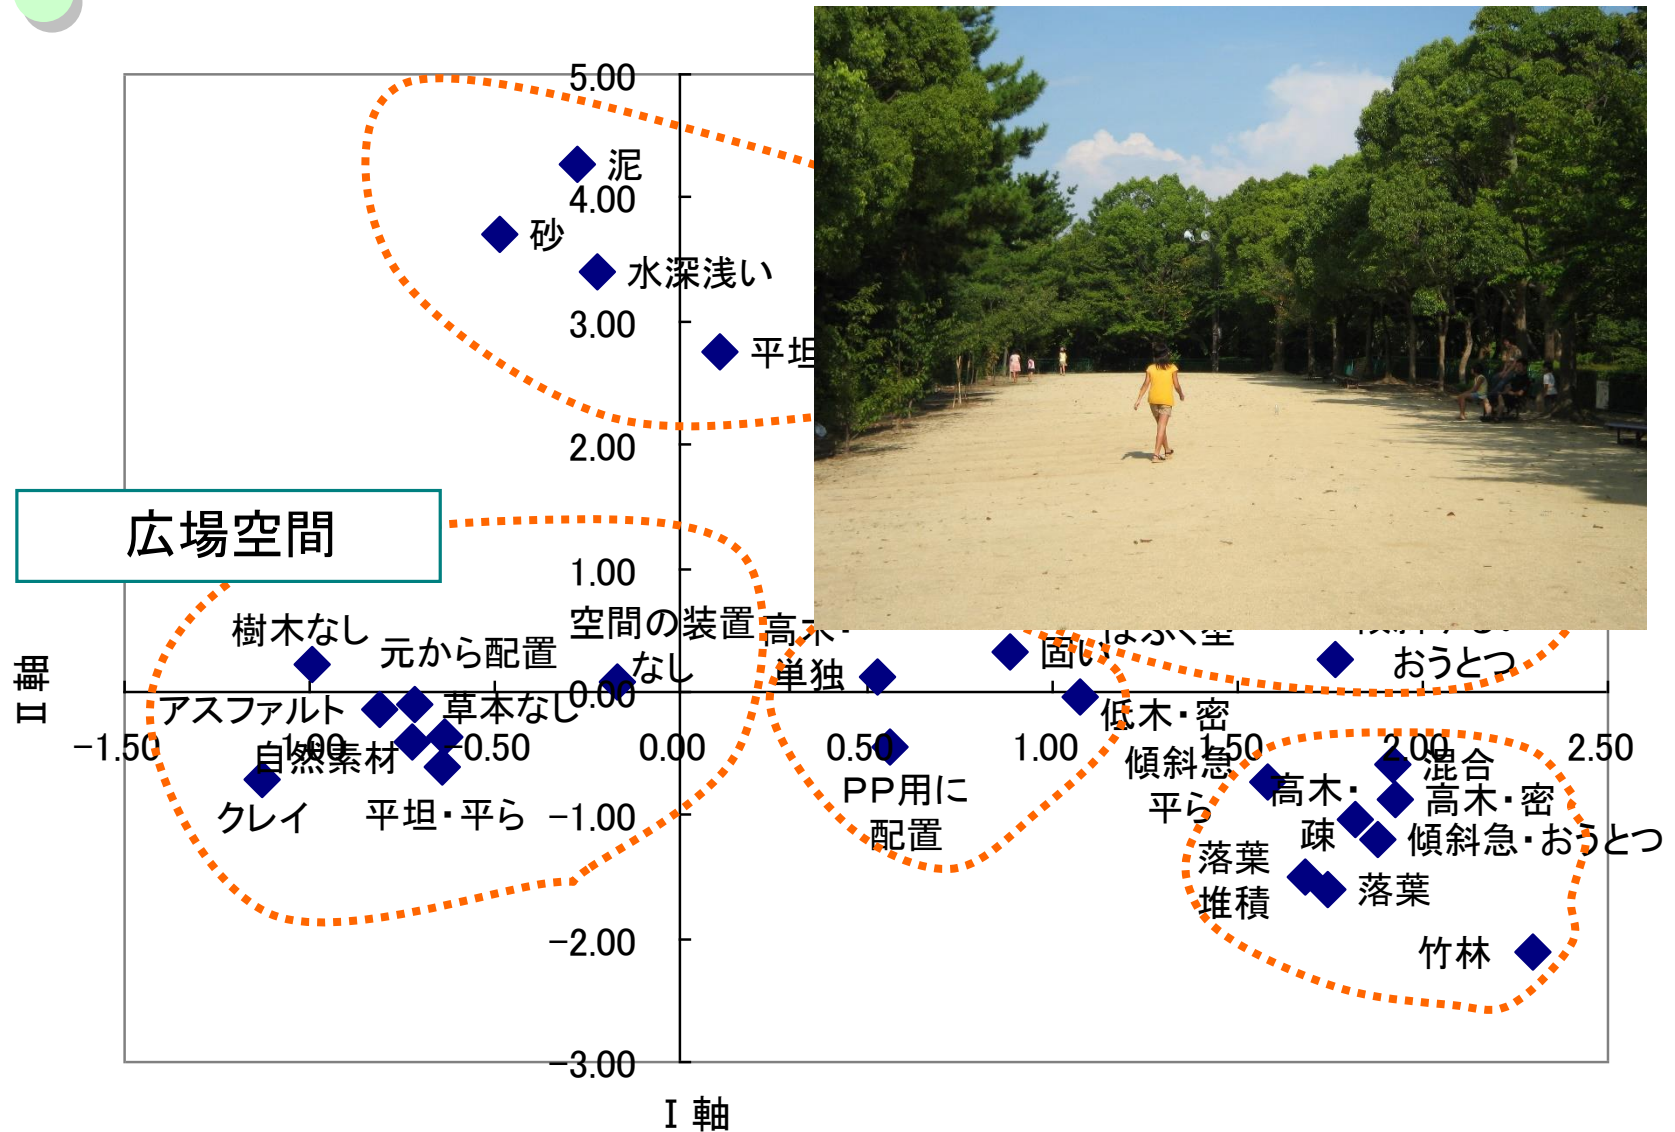 5.00
泥
4.00
砂
水深浅い
3.00
平坦
2.00
広場空間
1.00
樹木なし
元から配置
空間の装置
なし
高木・
単独
固い
おうとつ
Ⅱ 軸
0.00
アスファルト
草本なし
自然素材
−1.50
−1.00
−0.50
0.00
0.50
1.00
1.50
2.00
2.50
低木・密
傾斜急
平ら
クレイ
平坦・平ら
−1.00
PP用に
配置
混合
高木・
疎
高木・密
傾斜急・おうとつ
落葉
堆積
落葉
−2.00
竹林
−3.00
Ⅰ 軸